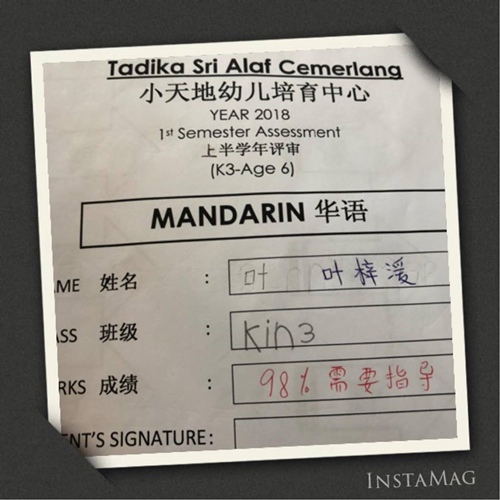 Tadika Sri Alaf Cemerlang
小天地幼儿培育中心
YEAR 2018
1st Semester Assessment
上半学年评审
(K3-Age 6)
MANDARIN 华语
ME 姓名 : 叶 叶梓湲
ASS 班级 : Kin3
RKS 成绩 : 98% 需要指导
ENT'S SIGNATURE:
INSTAMAG